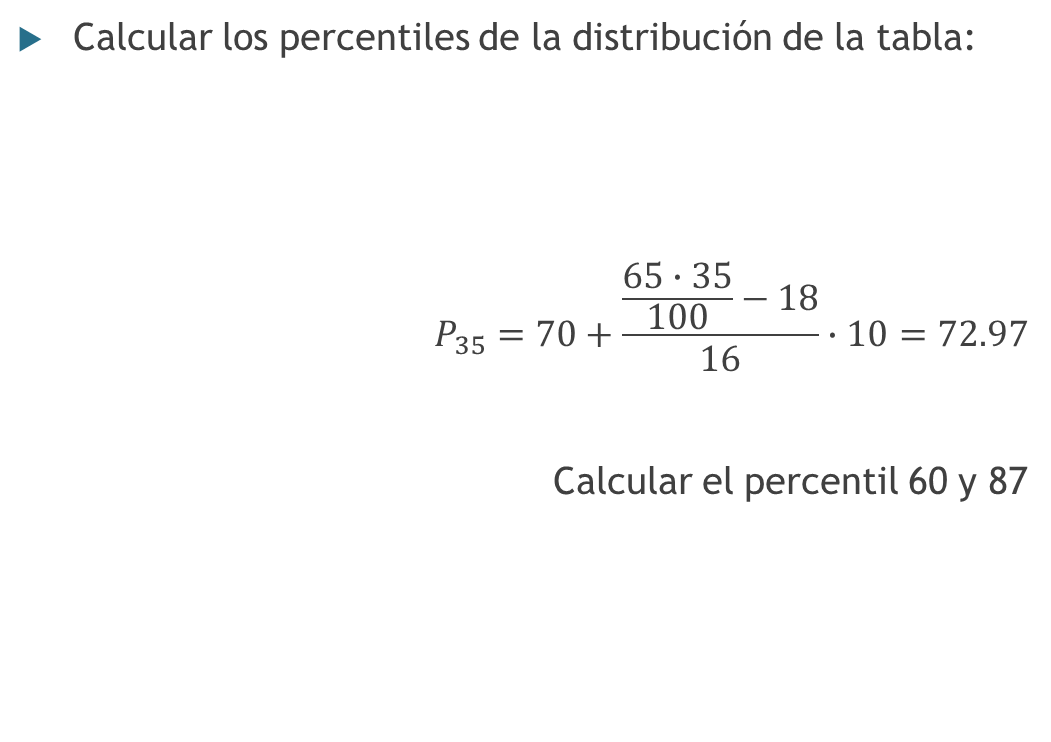 Calcular los percentiles de la distribución de la tabla:
P₃₅ = 70 + ((65 · 35)/100 − 18)/16 · 10 = 72.97
Calcular el percentil 60 y 87